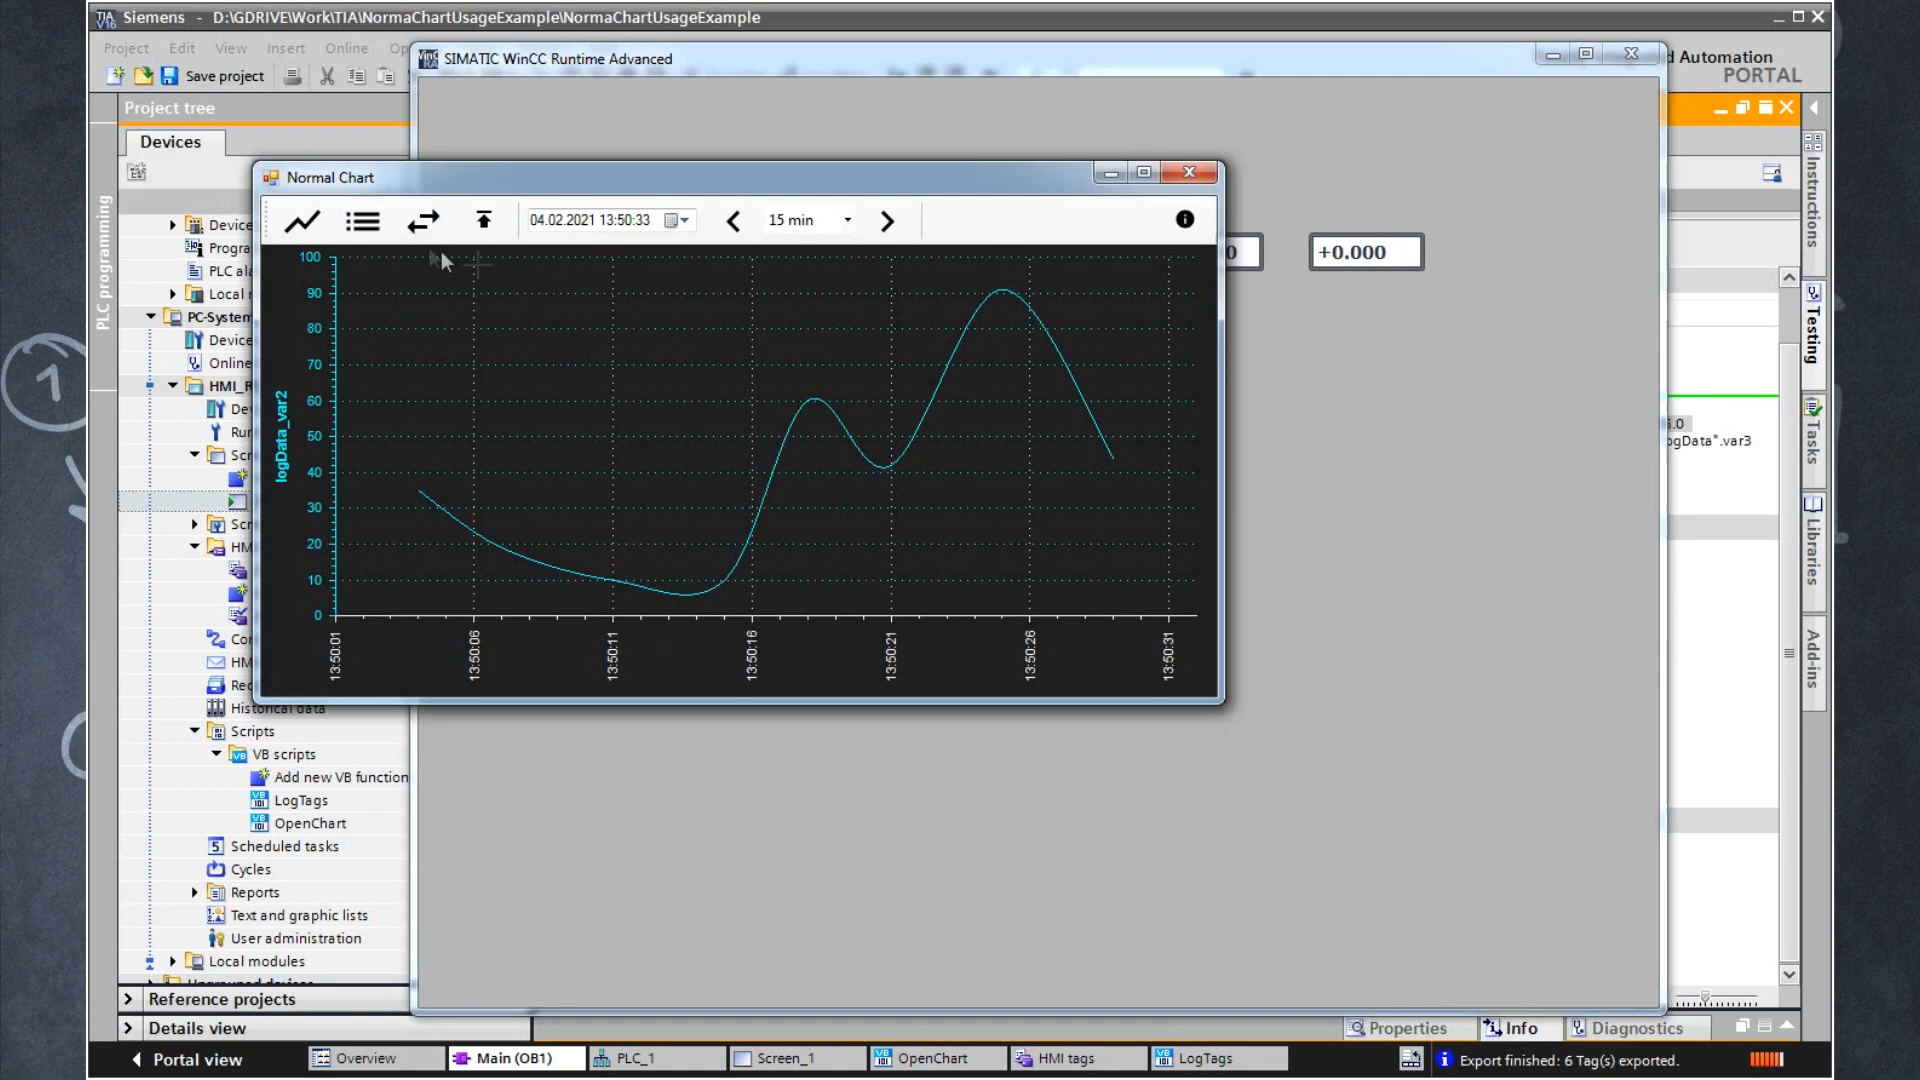 Siemens - D:\GDRIVE\Work\TIA\NormaChartUsageExample\NormaChartUsageExample
Project Edit View Insert Online
Save project
SIMATIC WinCC Runtime Advanced
Automation
PORTAL
Project tree
Devices
PLC programming
Normal Chart
04.02.2021 13:50:33
15 min
+0.000
100
90
80
70
60
50
40
30
20
10
0
logData_var2
13:50:01
13:50:06
13:50:11
13:50:16
13:50:21
13:50:26
13:50:31
PC-System
Historical data
Scripts
VB scripts
Add new VB function
LogTags
OpenChart
Scheduled tasks
Cycles
Reports
Text and graphic lists
User administration
Local modules
Reference projects
Details view
Instructions
Testing
Tasks
Libraries
Add-ins
Properties
Info
Diagnostics
Portal view
Overview
Main (OB1)
PLC_1
Screen_1
OpenChart
HMI tags
LogTags
Export finished: 6 Tag(s) exported.
1